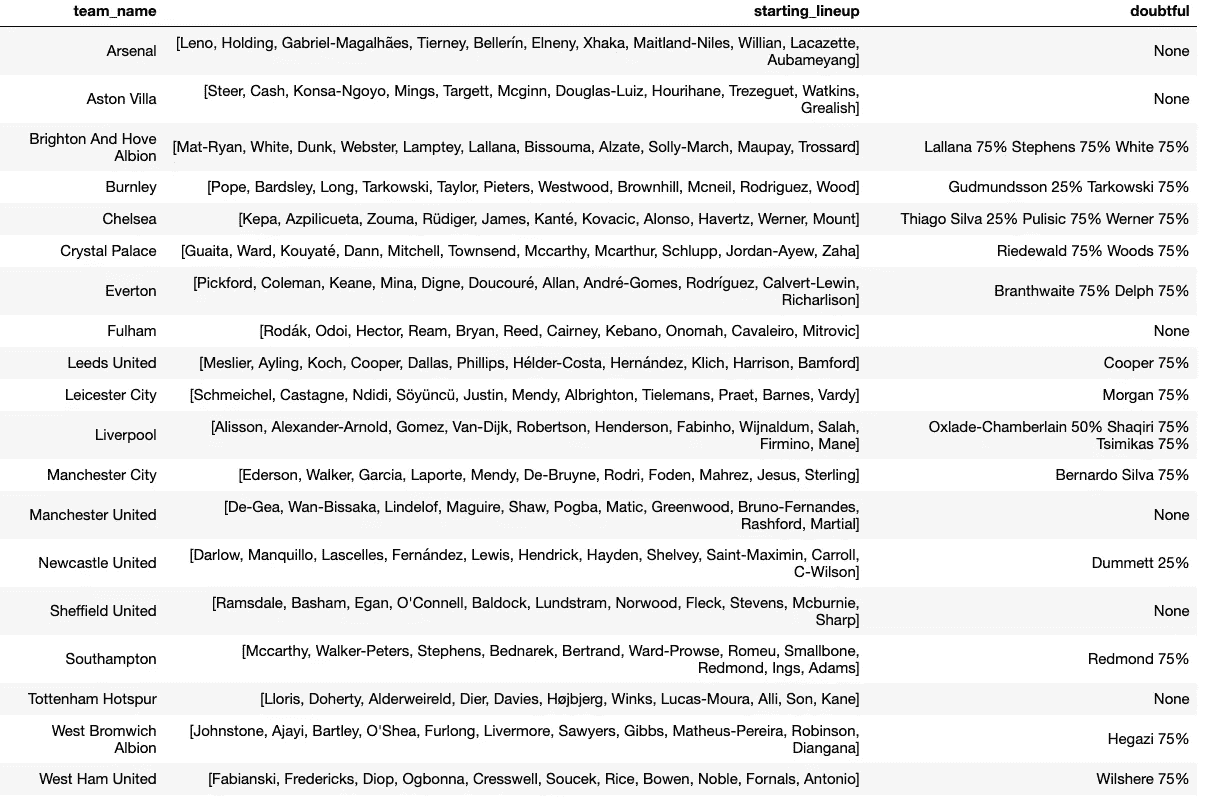 team_name starting_lineup doubtful
Arsenal [Leno, Holding, Gabriel-Magalhães, Tierney, Bellerín, Elneny, Xhaka, Maitland-Niles, Willian, Lacazette,
Aubameyang] None
Aston Villa [Steer, Cash, Konsa-Ngoyo, Mings, Targett, Mcginn, Douglas-Luiz, Hourihane, Trezeguet, Watkins,
Grealish] None
Brighton And Hove
Albion [Mat-Ryan, White, Dunk, Webster, Lamptey, Lallana, Bissouma, Alzate, Solly-March, Maupay, Trossard] Lallana 75% Stephens 75% White 75%
Burnley [Pope, Bardsley, Long, Tarkowski, Taylor, Pieters, Westwood, Brownhill, Mcneil, Rodriguez, Wood] Gudmundsson 25% Tarkowski 75%
Chelsea [Kepa, Azpilicueta, Zouma, Rüdiger, James, Kanté, Kovacic, Alonso, Havertz, Werner, Mount] Thiago Silva 25% Pulisic 75% Werner 75%
Crystal Palace [Guaita, Ward, Kouyaté, Dann, Mitchell, Townsend, Mccarthy, Mcarthur, Schlupp, Jordan-Ayew, Zaha] Riedewald 75% Woods 75%
Everton [Pickford, Coleman, Keane, Mina, Digne, Doucouré, Allan, André-Gomes, Rodríguez, Calvert-Lewin,
Richarlison] Branthwaite 75% Delph 75%
Fulham [Rodák, Odoi, Hector, Ream, Bryan, Reed, Cairney, Kebano, Onomah, Cavaleiro, Mitrovic] None
Leeds United [Meslier, Ayling, Koch, Cooper, Dallas, Phillips, Hélder-Costa, Hernández, Klich, Harrison, Bamford] Cooper 75%
Leicester City [Schmeichel, Castagne, Ndidi, Söyüncü, Justin, Mendy, Albrighton, Tielemans, Praet, Barnes, Vardy] Morgan 75%
Liverpool [Alisson, Alexander-Arnold, Gomez, Van-Dijk, Robertson, Henderson, Fabinho, Wijnaldum, Salah,
Firmino, Mane] Oxlade-Chamberlain 50% Shaqiri 75%
Tsimikas 75%
Manchester City [Ederson, Walker, Garcia, Laporte, Mendy, De-Bruyne, Rodri, Foden, Mahrez, Jesus, Sterling] Bernardo Silva 75%
Manchester United [De-Gea, Wan-Bissaka, Lindelof, Maguire, Shaw, Pogba, Matic, Greenwood, Bruno-Fernandes,
Rashford, Martial] None
Newcastle United [Darlow, Manquillo, Lascelles, Fernández, Lewis, Hendrick, Hayden, Shelvey, Saint-Maximin, Carroll,
C-Wilson] Dummett 25%
Sheffield United [Ramsdale, Basham, Egan, O'Connell, Baldock, Lundstram, Norwood, Fleck, Stevens, Mcburnie,
Sharp] None
Southampton [Mccarthy, Walker-Peters, Stephens, Bednarek, Bertrand, Ward-Prowse, Romeu, Smallbone,
Redmond, Ings, Adams] Redmond 75%
Tottenham Hotspur [Lloris, Doherty, Alderweireld, Dier, Davies, Højbjerg, Winks, Lucas-Moura, Alli, Son, Kane] None
West Bromwich
Albion [Johnstone, Ajayi, Bartley, O'Shea, Furlong, Livermore, Sawyers, Gibbs, Matheus-Pereira, Robinson,
Diangana] Hegazi 75%
West Ham United [Fabianski, Fredericks, Diop, Ogbonna, Cresswell, Soucek, Rice, Bowen, Noble, Fornals, Antonio] Wilshere 75%